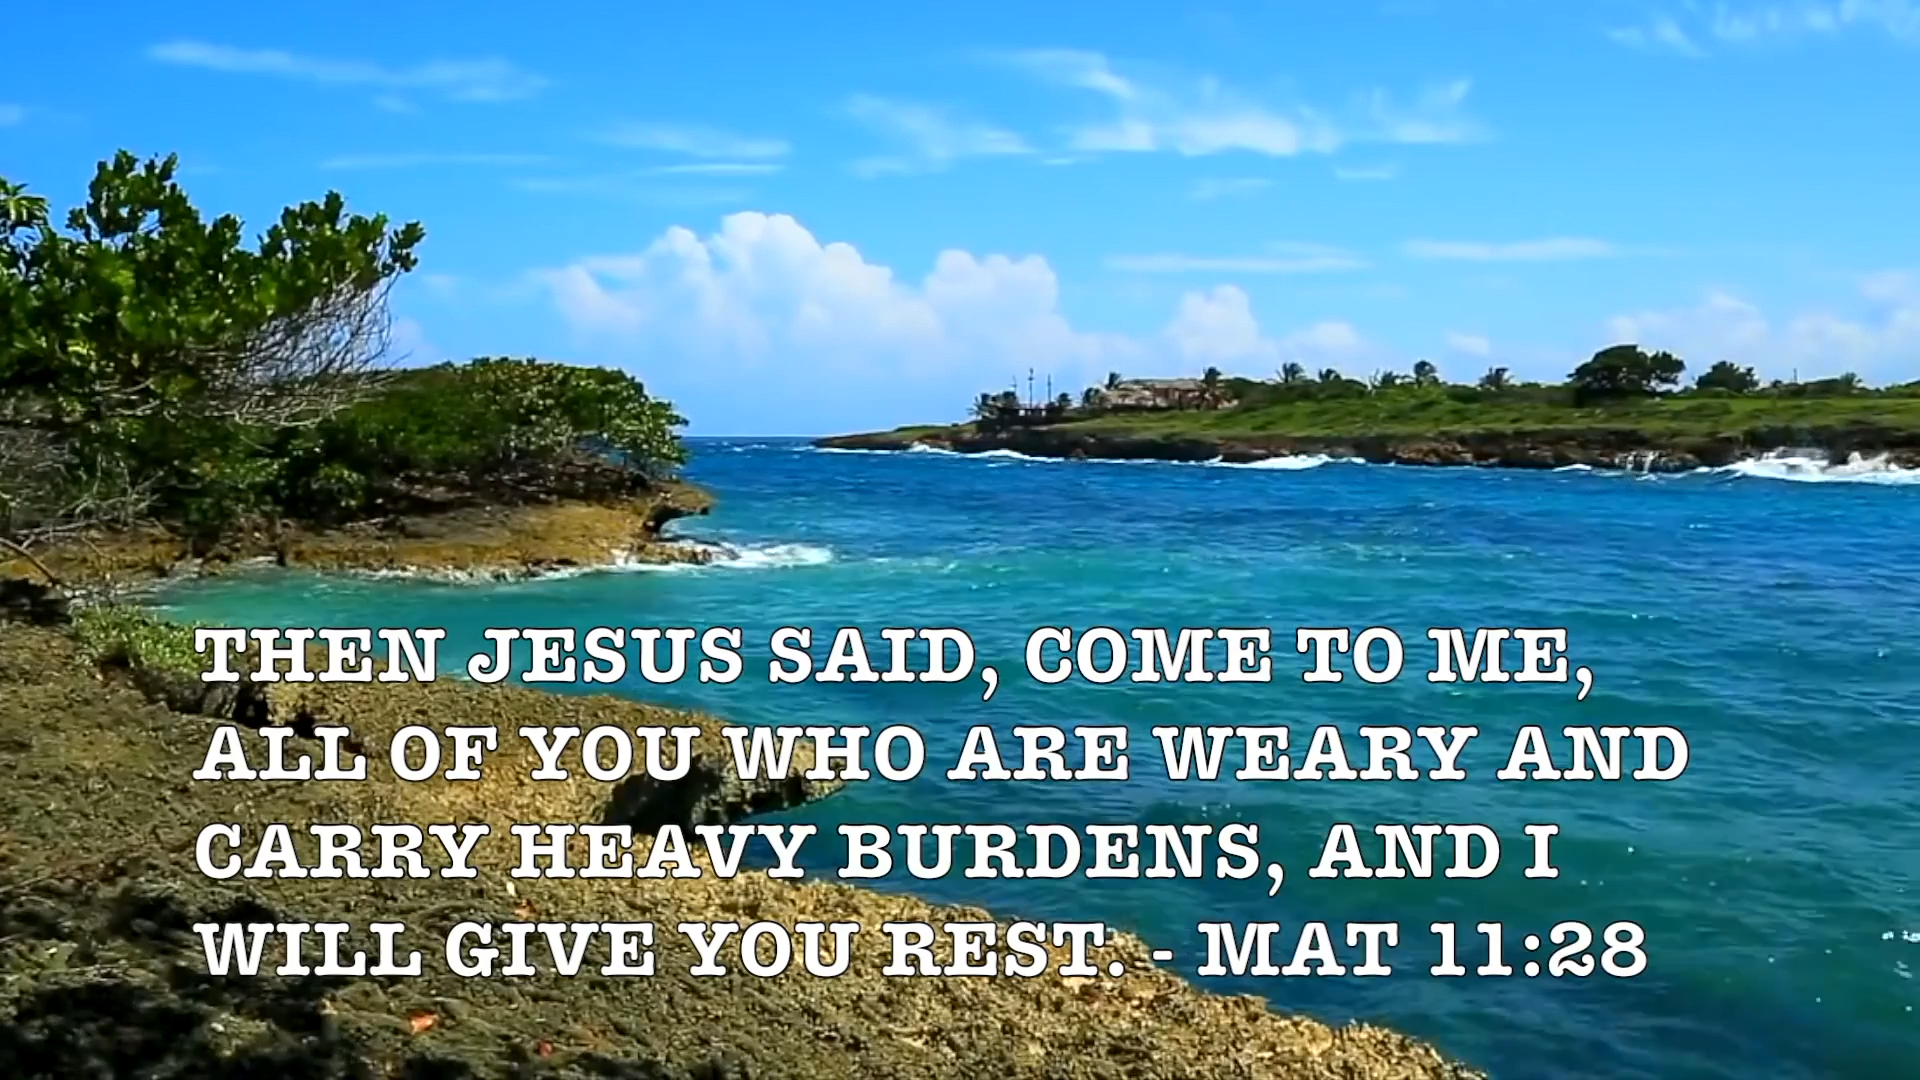 THEN JESUS SAID, COME TO ME,
ALL OF YOU WHO ARE WEARY AND
CARRY HEAVY BURDENS, AND I
WILL GIVE YOU REST. - MAT 11:28